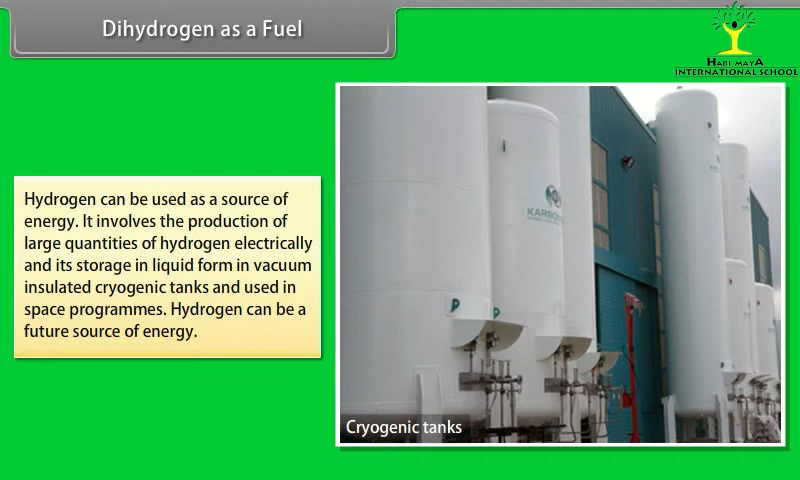 Dihydrogen as a Fuel
HARI MAYA
INTERNATIONAL SCHOOL
Hydrogen can be used as a source of
energy. It involves the production of
large quantities of hydrogen electrically
and its storage in liquid form in vacuum
insulated cryogenic tanks and used in
space programmes. Hydrogen can be a
future source of energy.
Cryogenic tanks